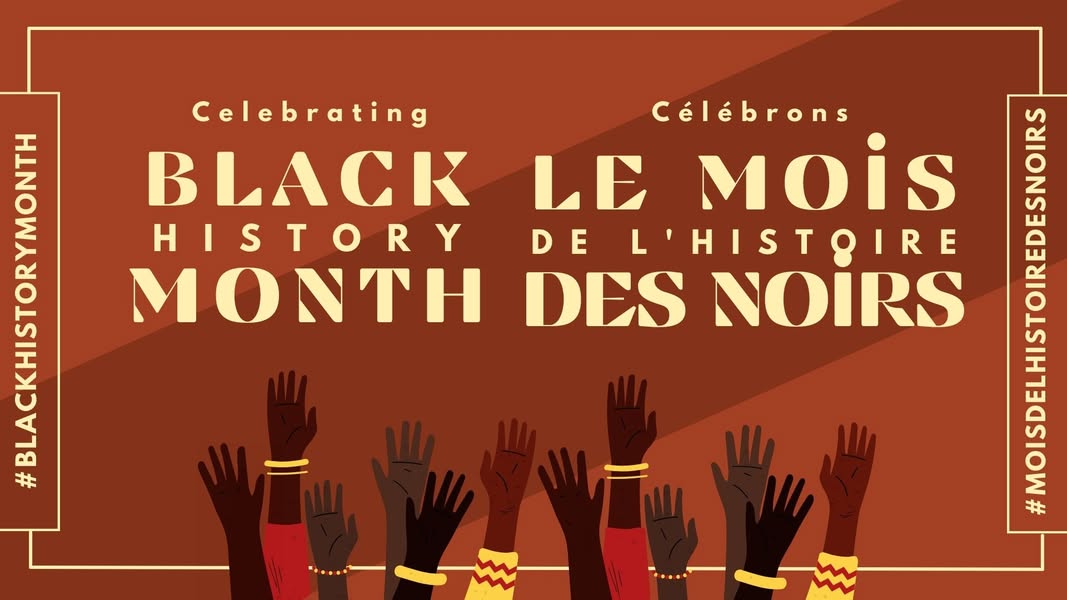 #BLACKHISTORYMONTH
Celebrating
BLACK
HISTORY
MONTH
Célébrons
LE MOiS
DE L'HISTOIRE
DES NOiRS
#MOISDELHISTOIREDESNOIRS